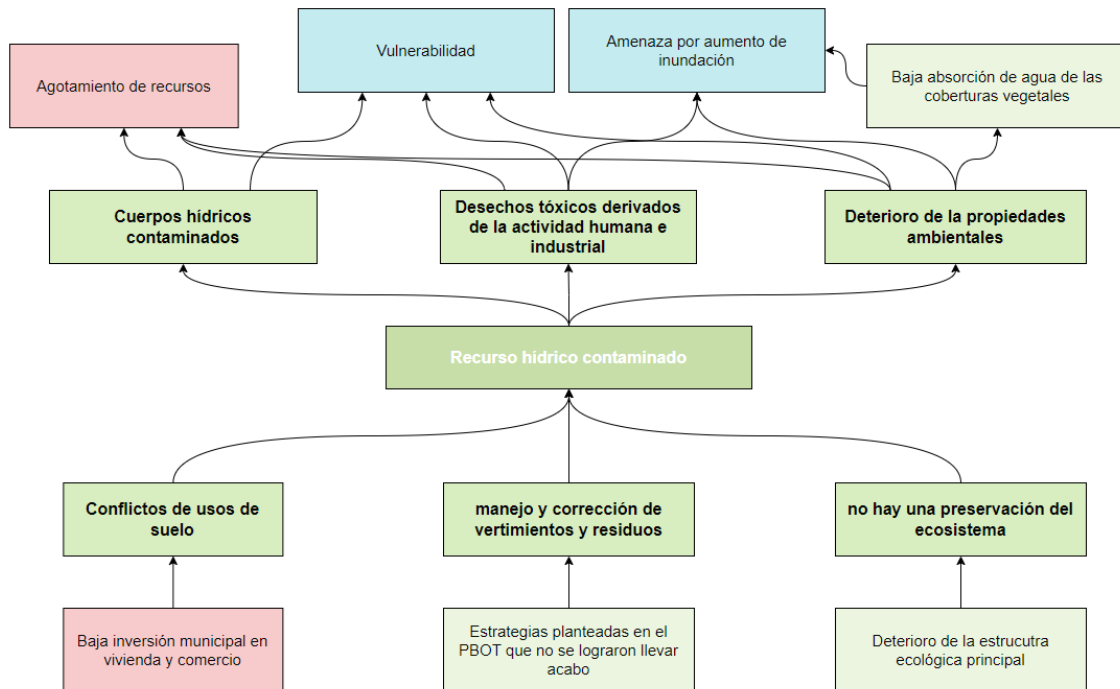 Agotamiento de recursos
Vulnerabilidad
Amenaza por aumento de
inundación
Baja absorción de agua de las
coberturas vegetales
Cuerpos hídricos
contaminados
Desechos tóxicos derivados
de la actividad humana e
industrial
Deterioro de la propiedades
ambientales
Recurso hídrico contaminado
Conflictos de usos de
suelo
manejo y corrección de
vertimientos y residuos
no hay una preservación del
ecosistema
Baja inversión municipal en
vivienda y comercio
Estrategias planteadas en el
PBOT que no se lograron llevar
acabo
Deterioro de la estrucutra
ecológica principal